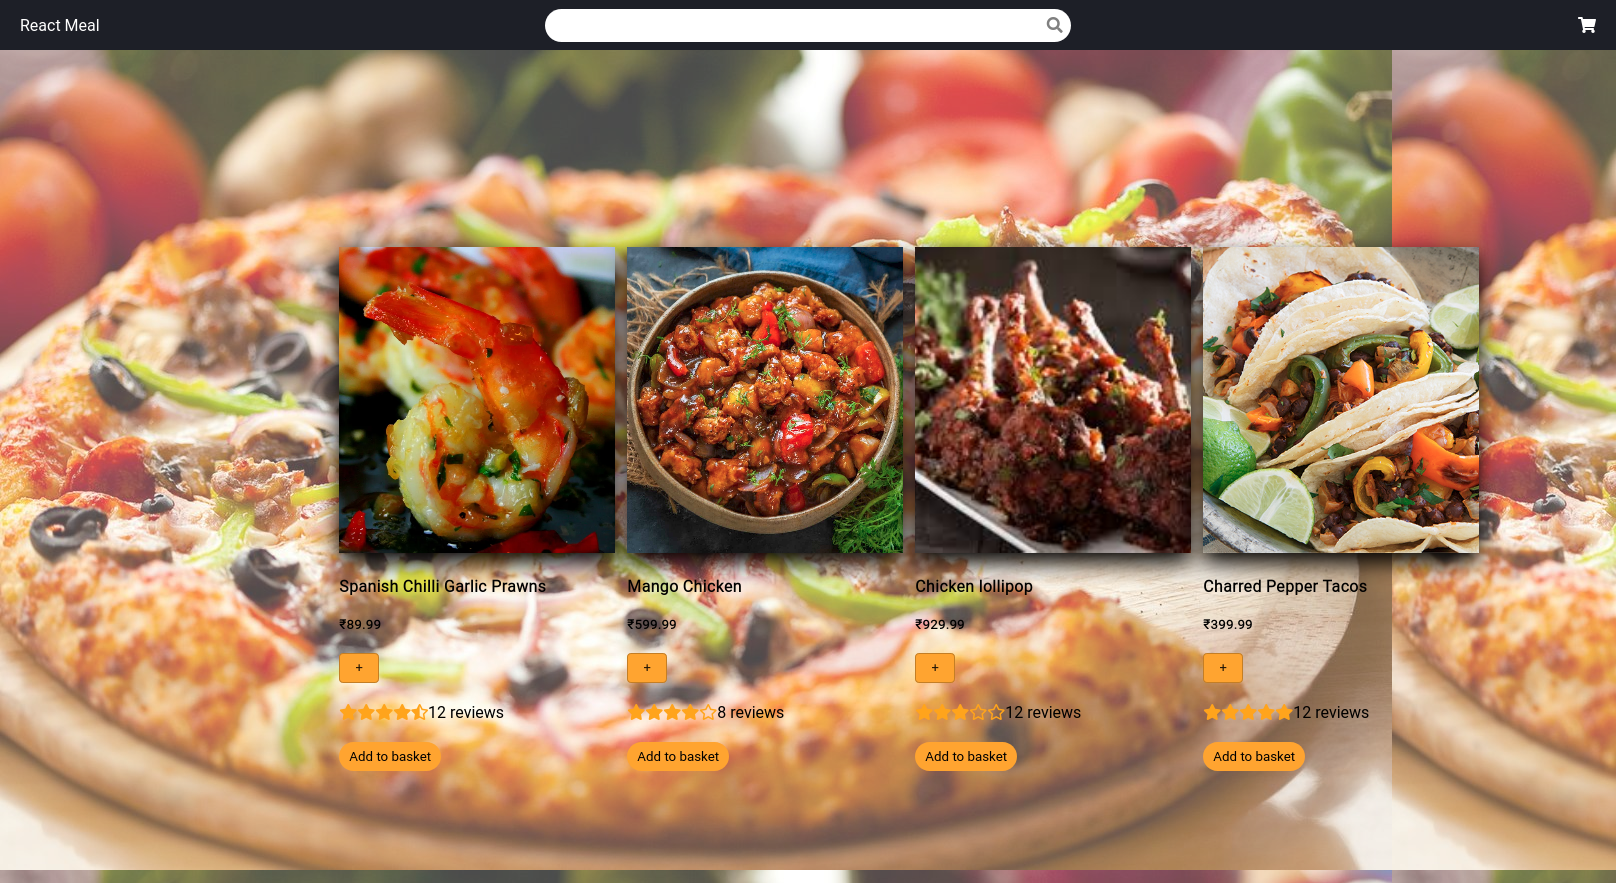 React Meal
Spanish Chilli Garlic Prawns
₹89.99
+
12 reviews
Add to basket
Mango Chicken
₹599.99
+
8 reviews
Add to basket
Chicken lollipop
₹929.99
+
12 reviews
Add to basket
Charred Pepper Tacos
₹399.99
+
12 reviews
Add to basket